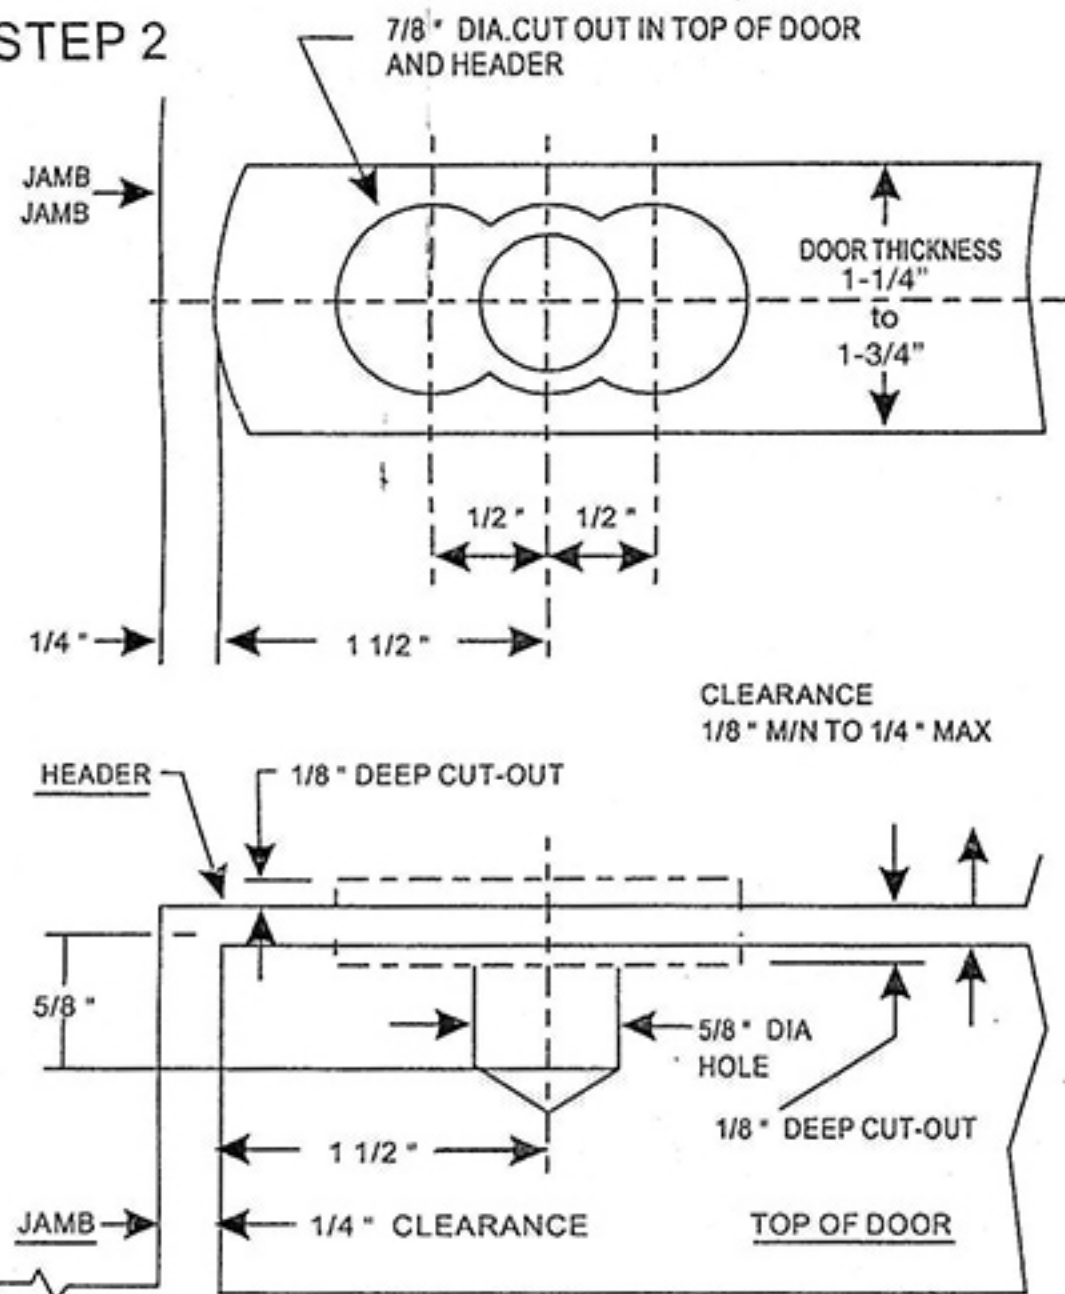 STEP 2
7/8" DIA.CUT OUT IN TOP OF DOOR
AND HEADER
JAMB
JAMB
DOOR THICKNESS
1-1/4"
to
1-3/4"
1/2" 1/2"
1/4" 1 1/2"
CLEARANCE
1/8" M/N TO 1/4" MAX
HEADER 1/8" DEEP CUT-OUT
5/8"
5/8" DIA
HOLE
1/8" DEEP CUT-OUT
1 1/2"
JAMB 1/4" CLEARANCE TOP OF DOOR